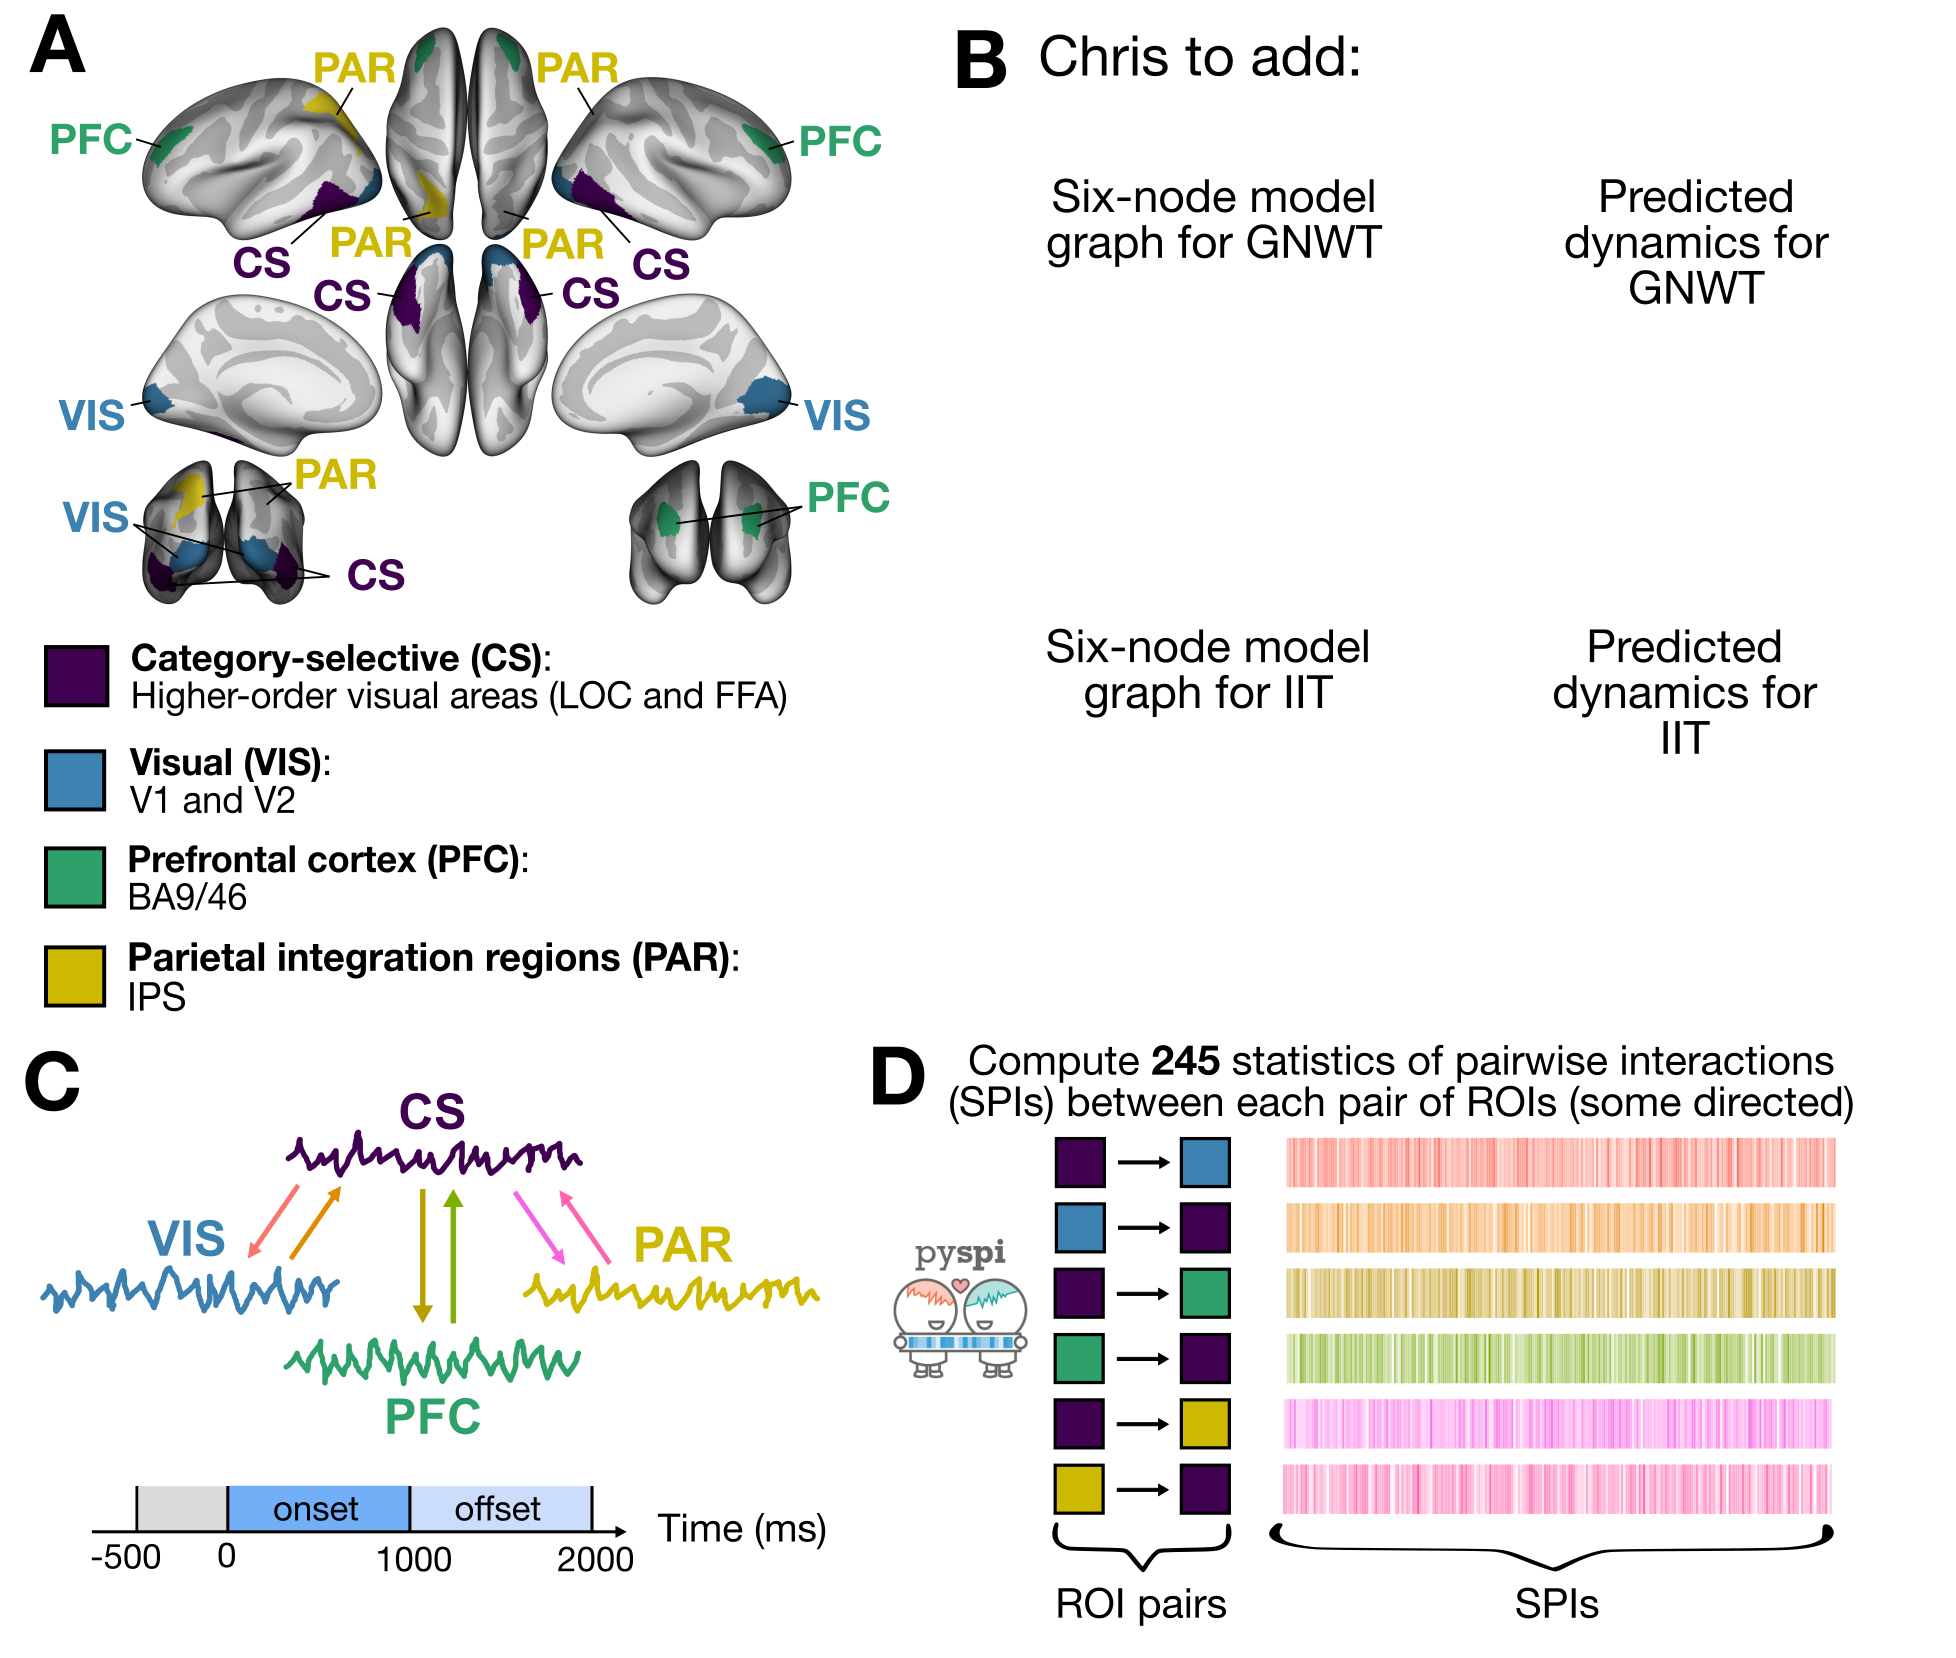 A
PAR
PAR
PFC
PFC
CS
PAR
PAR
CS
CS
CS
VIS
VIS
PAR
VIS
PFC
CS
Category-selective (CS):
Higher-order visual areas (LOC and FFA)
Visual (VIS):
V1 and V2
Prefrontal cortex (PFC):
BA9/46
Parietal integration regions (PAR):
IPS
B
Chris to add:
Six-node model
graph for GNWT
Predicted
dynamics for
GNWT
Six-node model
graph for IIT
Predicted
dynamics for
IIT
C
CS
VIS
PAR
PFC
onset
offset
Time (ms)
-500
0
1000
2000
D
Compute 245 statistics of pairwise interactions
(SPIs) between each pair of ROIs (some directed)
pyspi
ROI pairs
SPIs